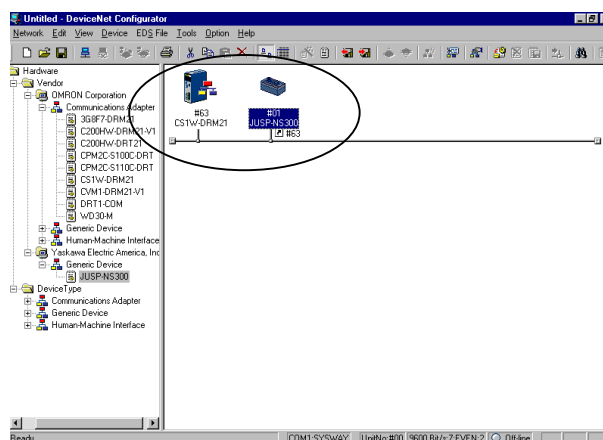 Untitled - DeviceNet Configurator
Network Edit View Device EDS File Tools Option Help
Hardware
Vendor
OMRON Corporation
Communications Adapter
3G8F7-DRM21
C200HW-DRM21-V1
C200HW-DRT21
CPM2C-S100C-DRT
CPM2C-S110C-DRT
CS1W-DRM21
CVM1-DRM21-V1
DRT1-COM
WD30-M
Generic Device
Human-Machine Interface
Yaskawa Electric America, Inc
Generic Device
JUSP-NS300
DeviceType
Communications Adapter
Generic Device
Human-Machine Interface
#63
CS1W-DRM21
#01
JUSP-NS300
#63
Ready
COM1:SYSWAY UnitNo:#00 9600 Bit/s;7;EVEN;2 Off-line